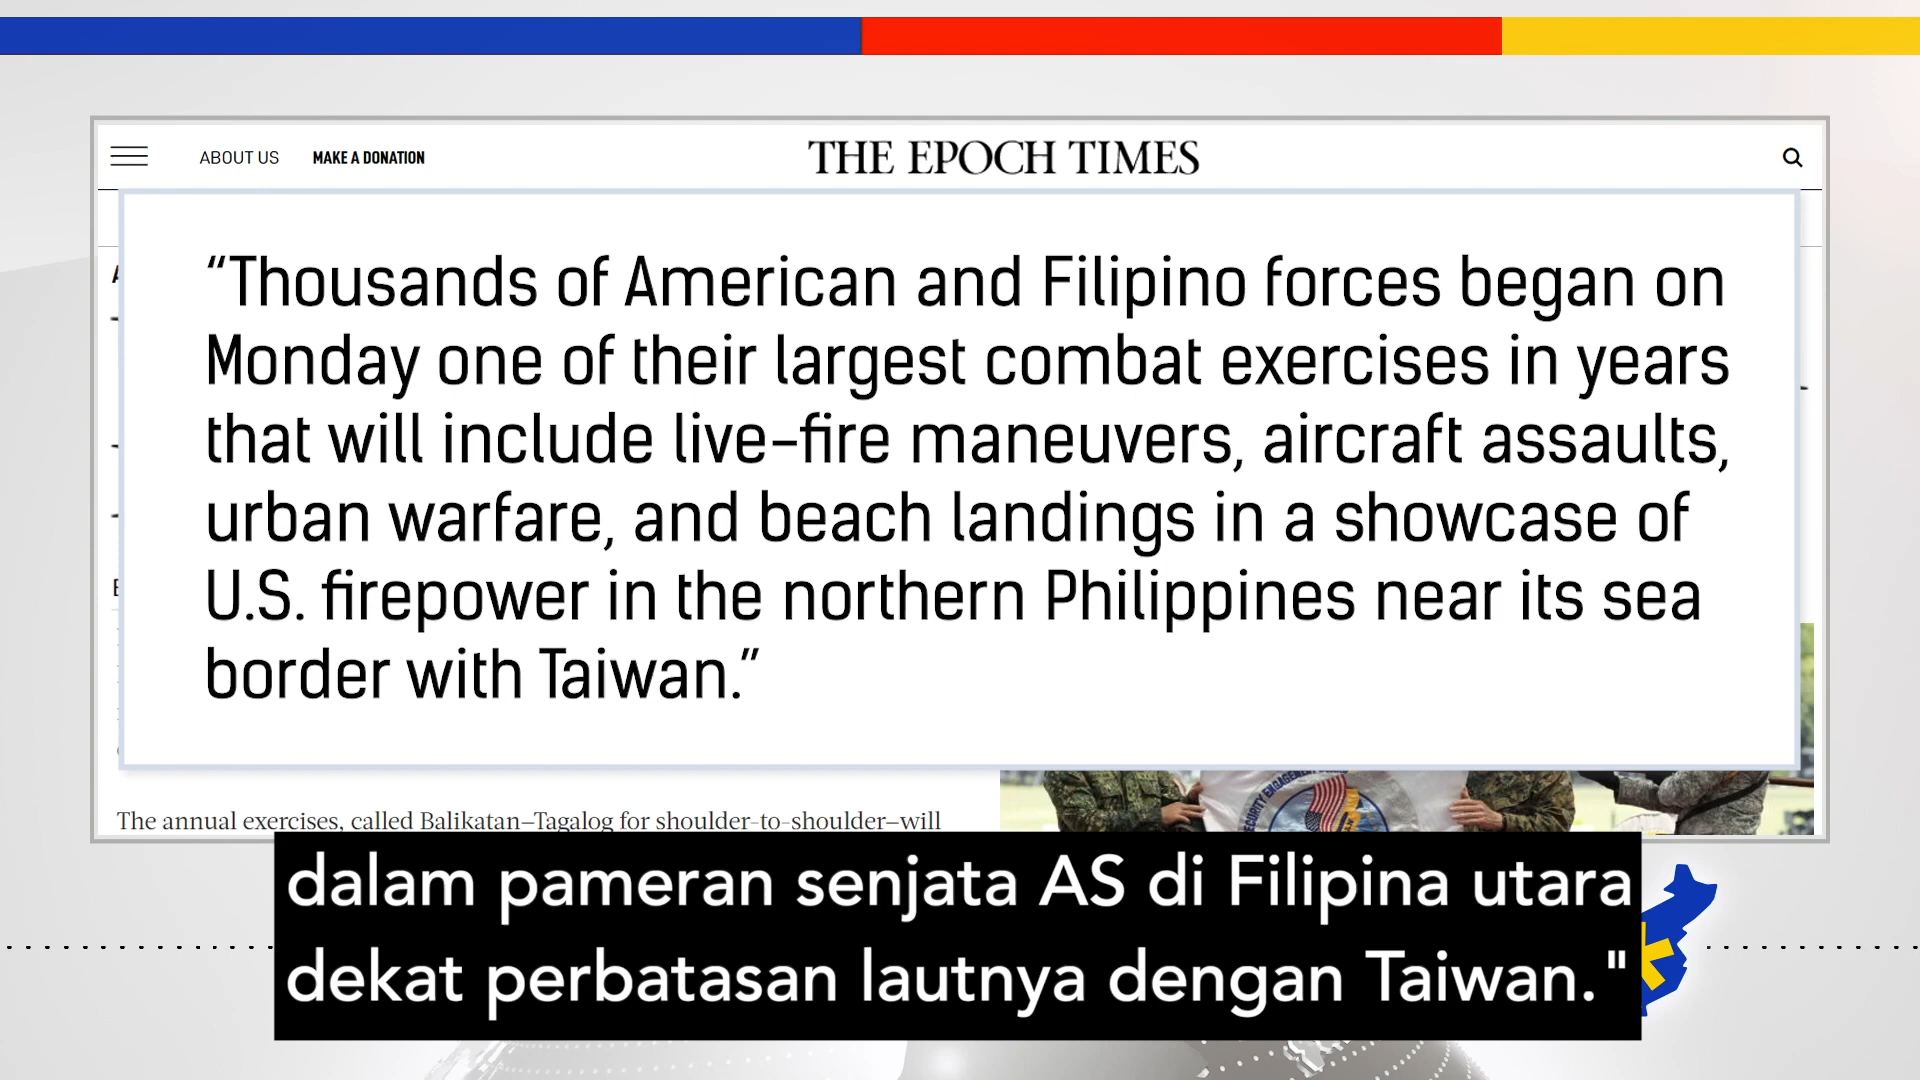 ABOUT US
MAKE A DONATION
THE EPOCH TIMES
“Thousands of American and Filipino forces began on
Monday one of their largest combat exercises in years
that will include live-fire maneuvers, aircraft assaults,
urban warfare, and beach landings in a showcase of
U.S. firepower in the northern Philippines near its sea
border with Taiwan.”
SECURITY ENGAGEMENT
The annual exercises, called Balikatan–Tagalog for shoulder-to-shoulder–will
dalam pameran senjata AS di Filipina utara
dekat perbatasan lautnya dengan Taiwan."